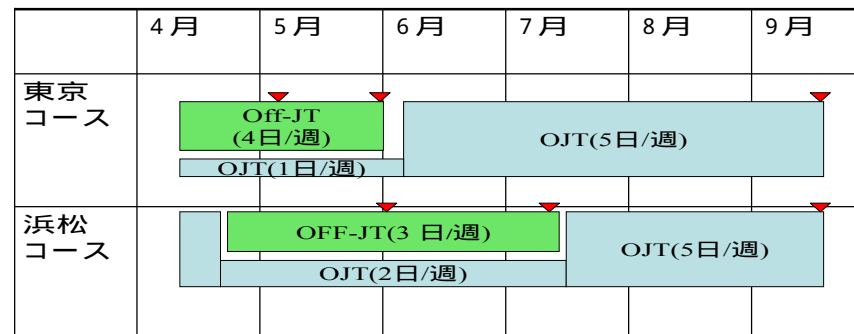 4月 5月 6月 7月 8月 9月
東京
コース
Off-JT
(4日/週)
OJT(1日/週)
OJT(5日/週)
浜松
コース
OFF-JT(3 日/週)
OJT(2日/週)
OJT(5日/週)